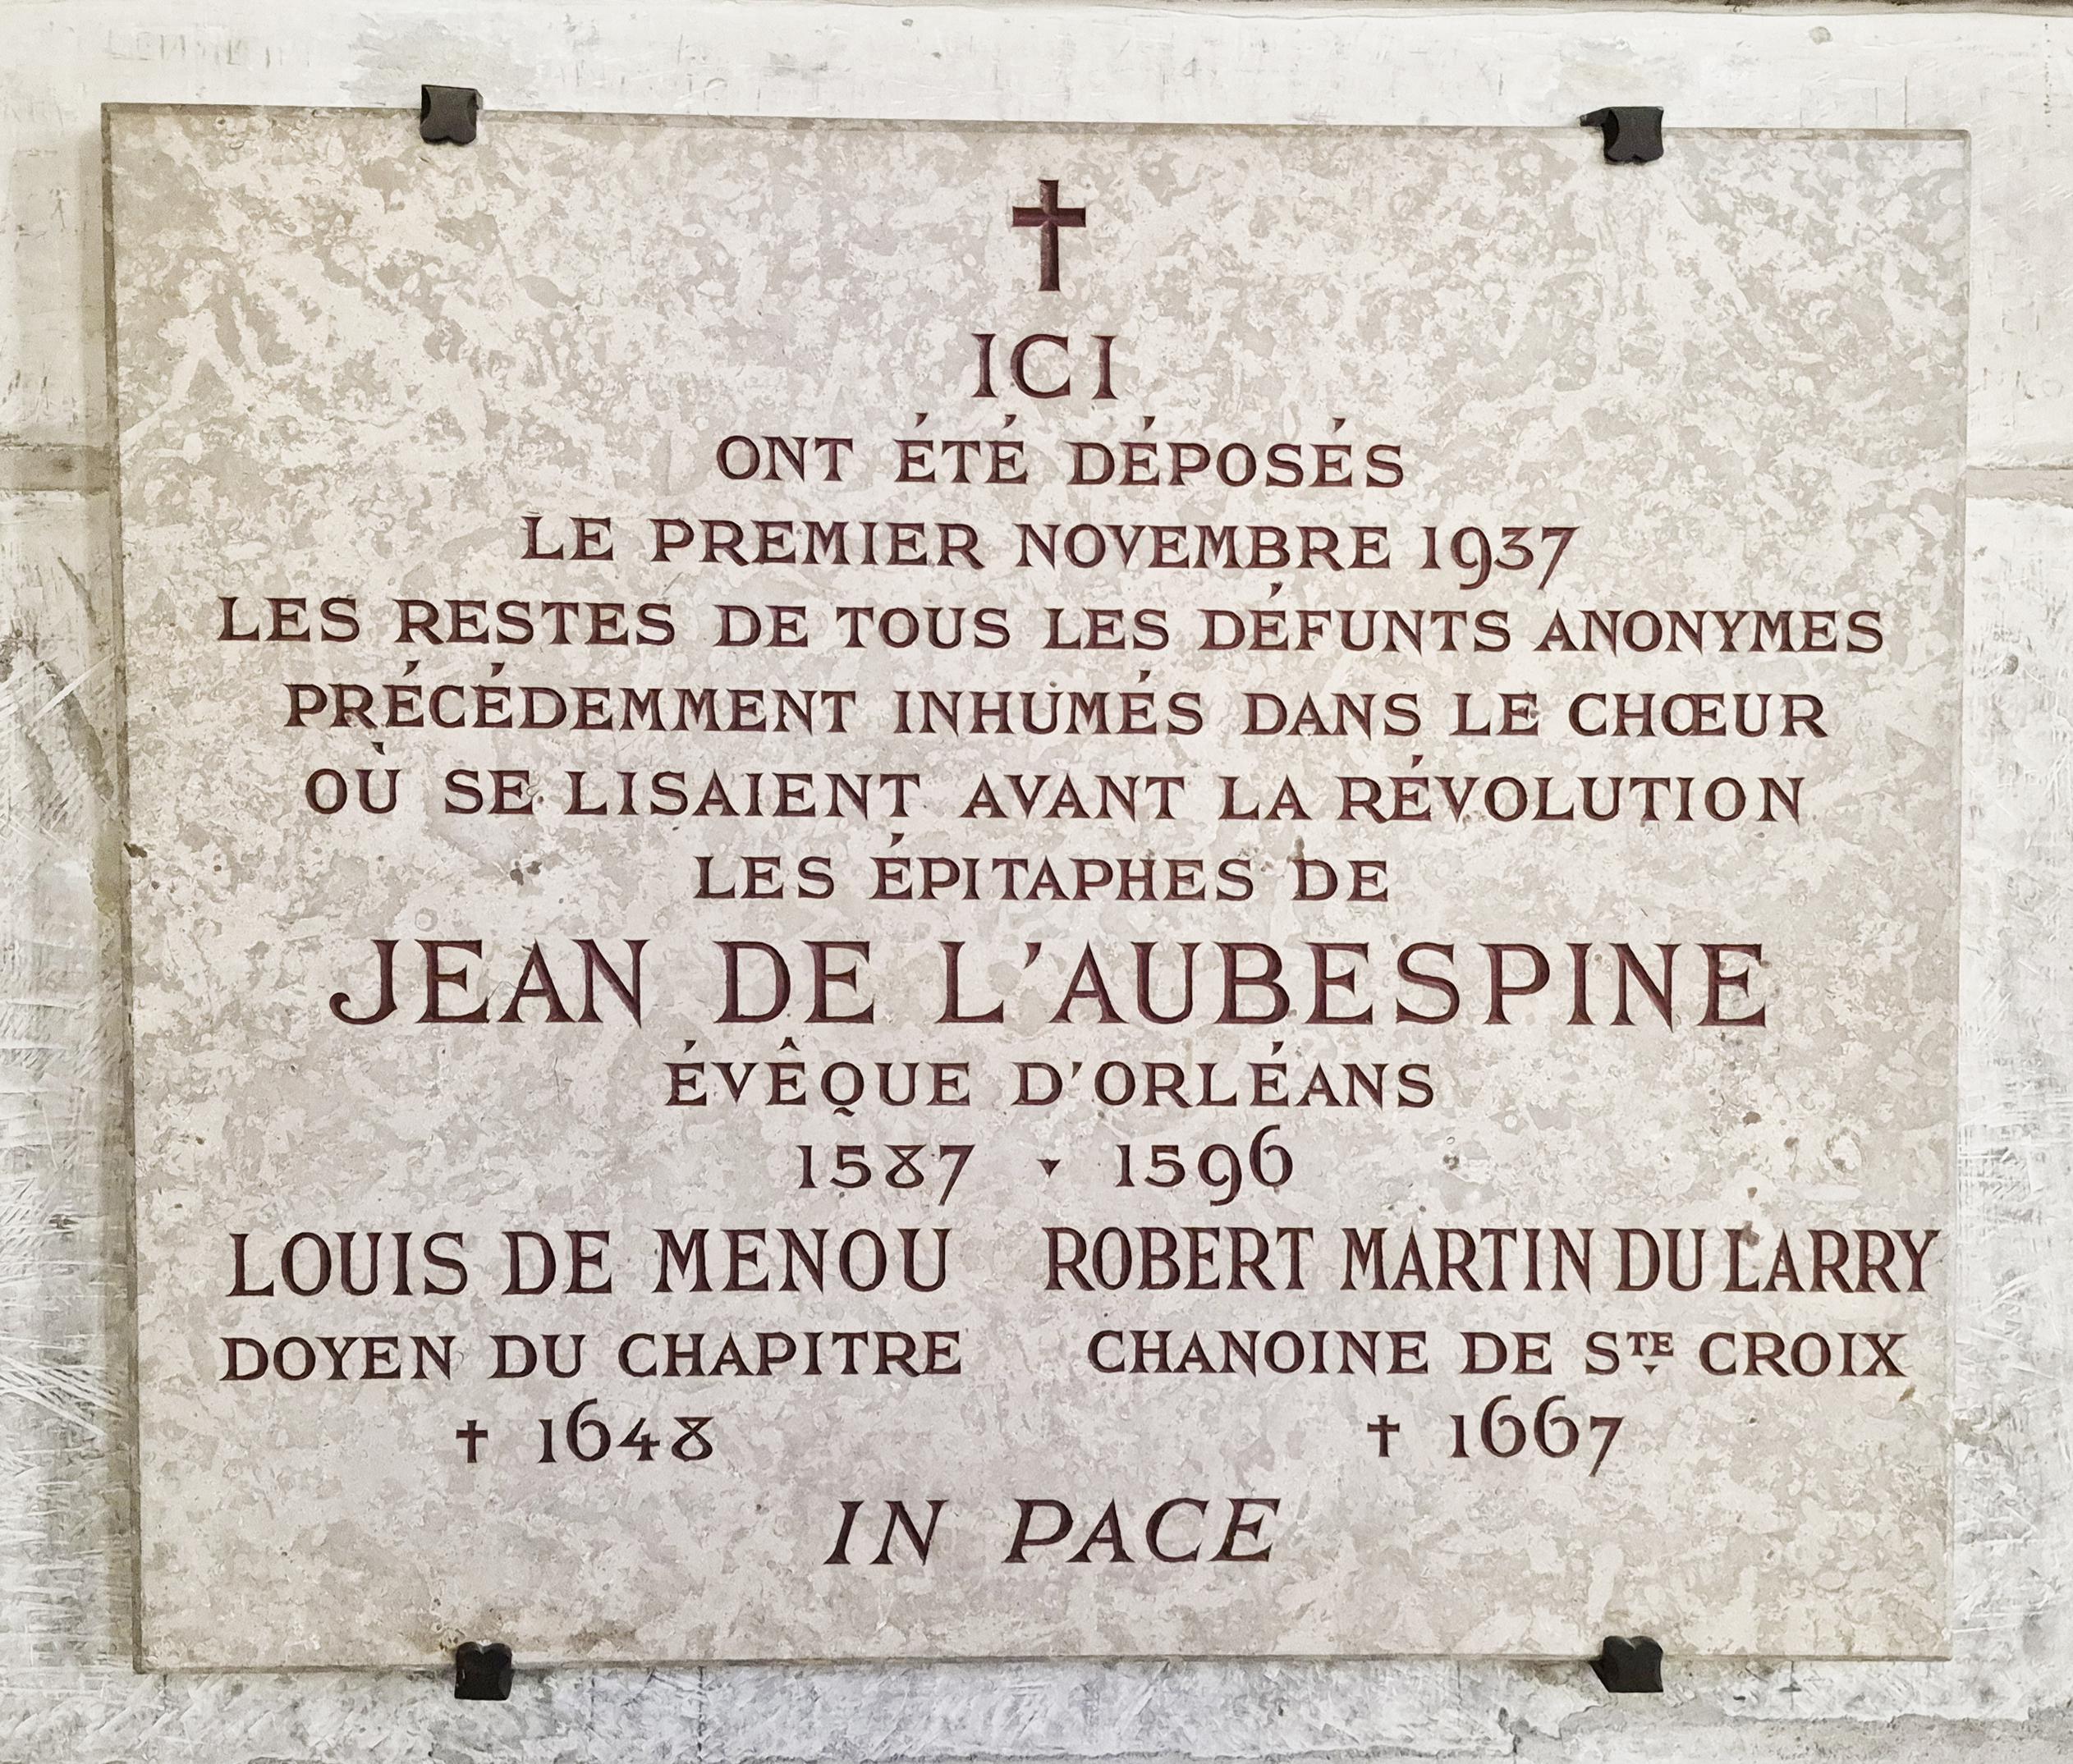 ICI
ONT ÉTÉ DÉPOSÉS
LE PREMIER NOVEMBRE 1937
LES RESTES DE TOUS LES DÉFUNTS ANONYMES
PRÉCÉDEMMENT INHUMÉS DANS LE CHŒUR
OÙ SE LISAIENT AVANT LA RÉVOLUTION
LES ÉPITAPHES DE
JEAN DE L'AUBESPINE
ÉVÊQUE D'ORLÉANS
1587 ▾ 1596
LOUIS DE MENOU ROBERT MARTIN DU LARRY
DOYEN DU CHAPITRE CHANOINE DE STE CROIX
† 1648 † 1667
IN PACE